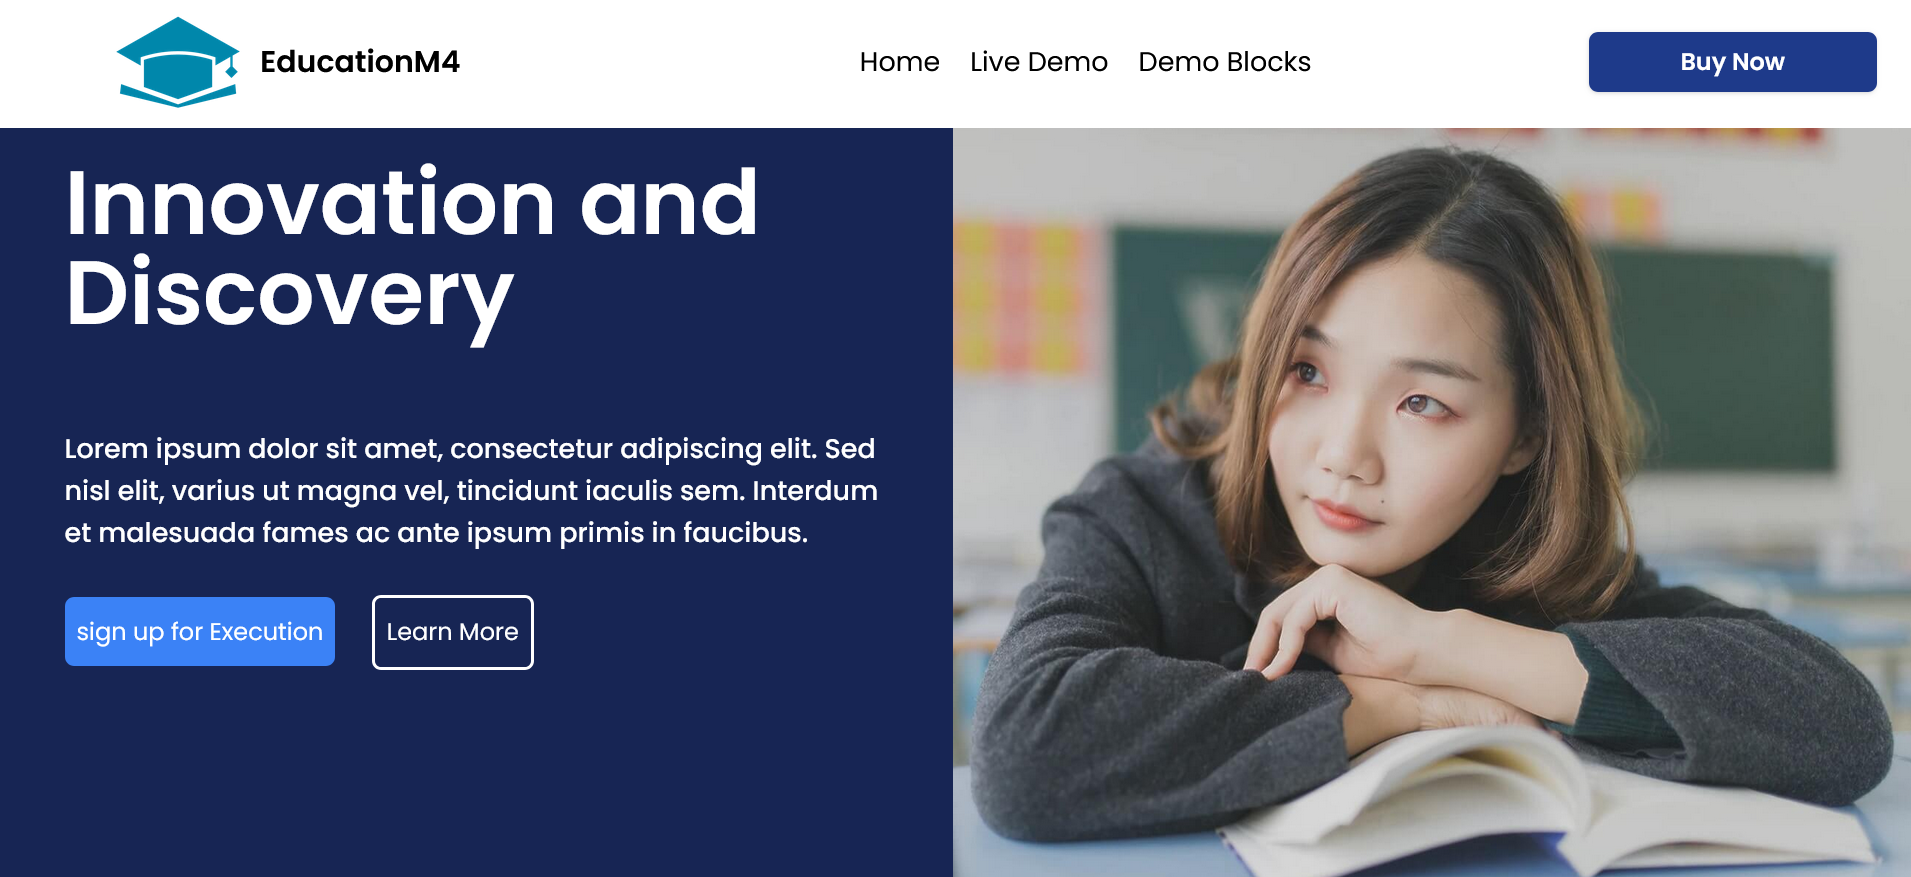 EducationM4
Home Live Demo Demo Blocks
Buy Now
Innovation and
Discovery
Lorem ipsum dolor sit amet, consectetur adipiscing elit. Sed
nisl elit, varius ut magna vel, tincidunt iaculis sem. Interdum
et malesuada fames ac ante ipsum primis in faucibus.
sign up for Execution
Learn More